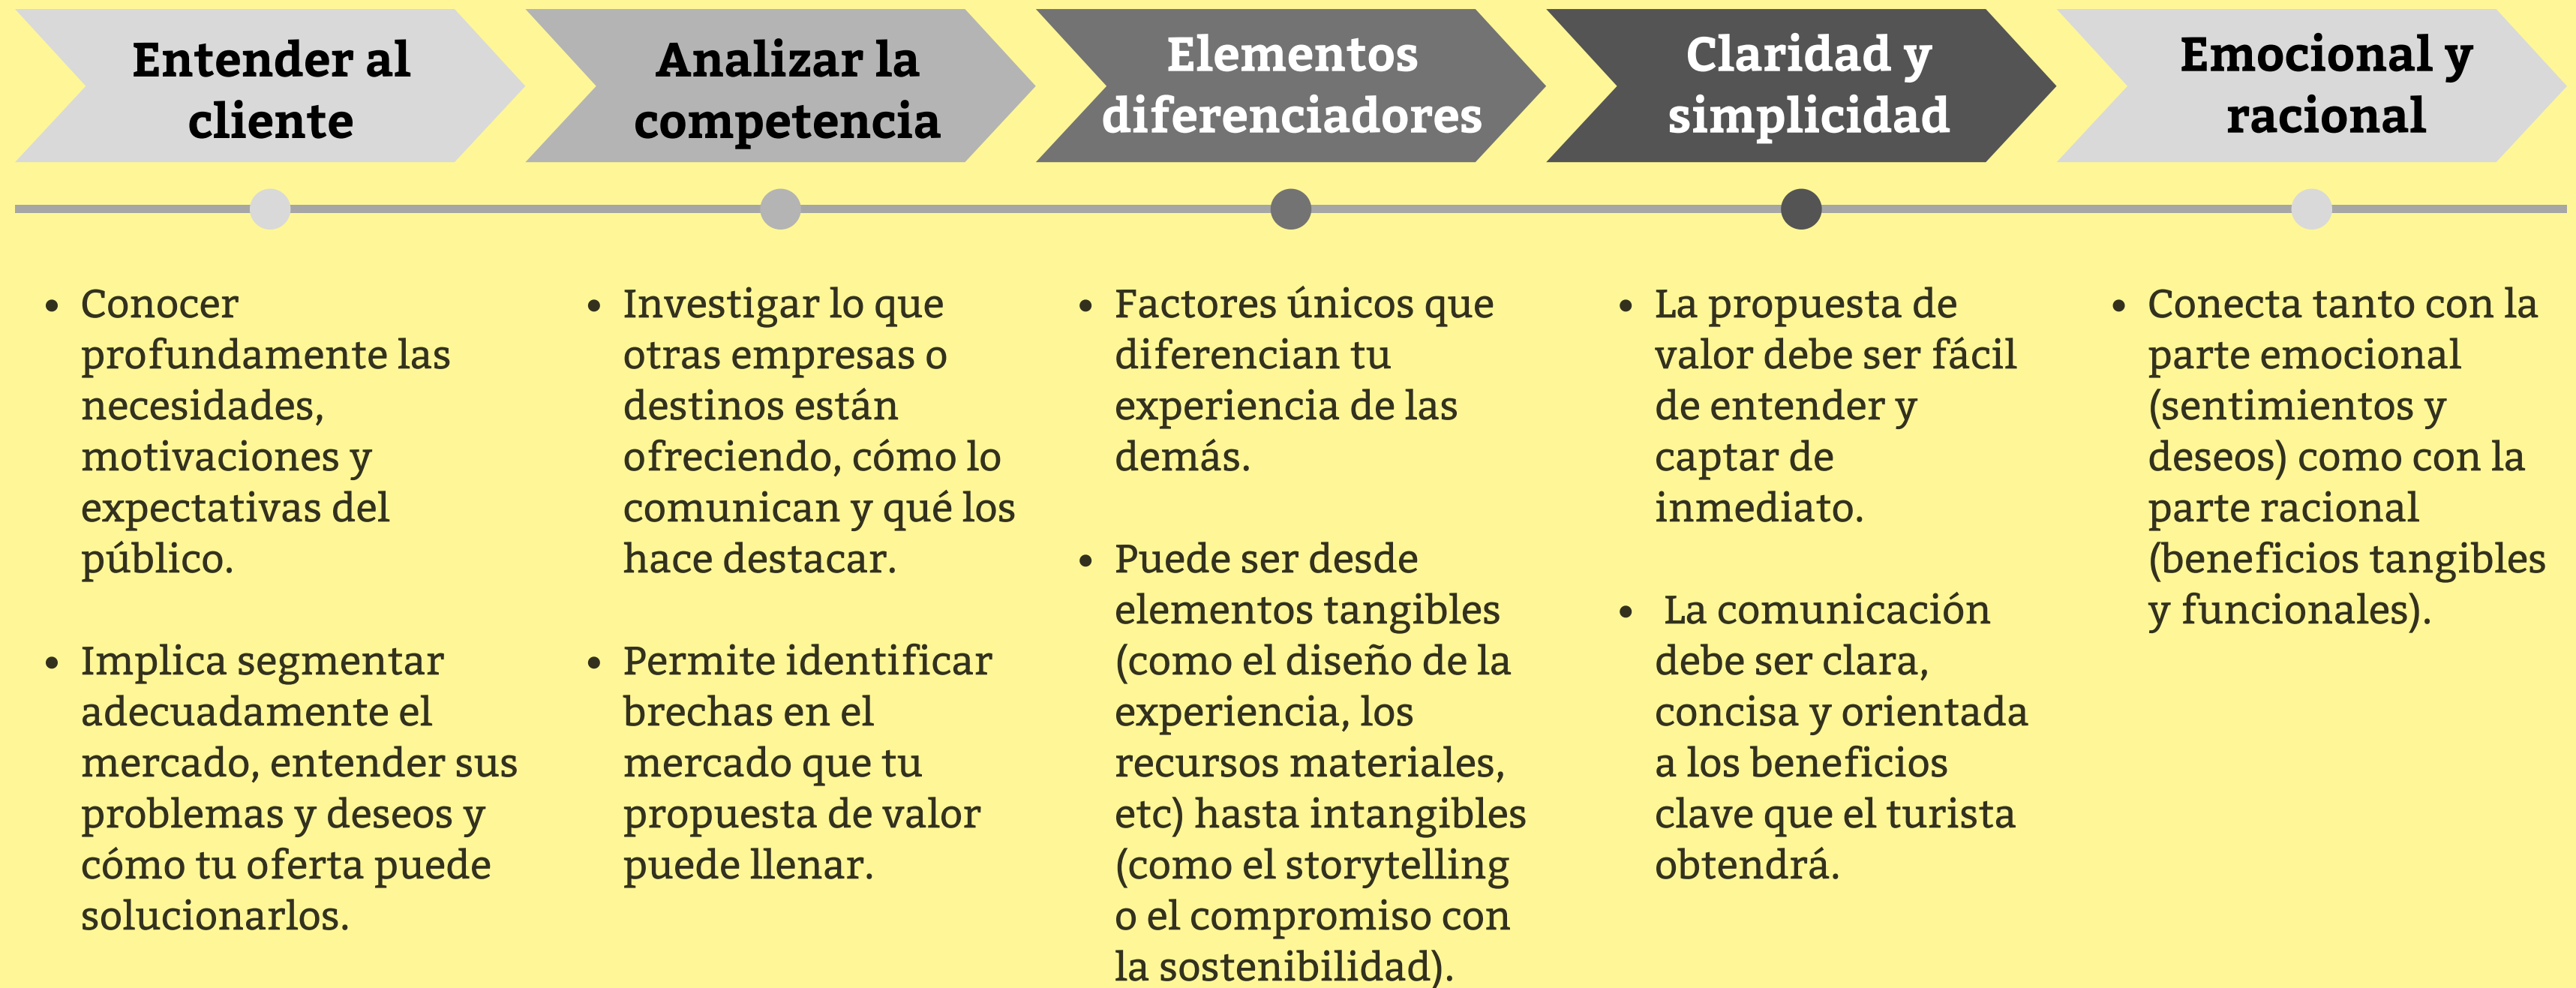 Entender al
cliente
Analizar la
competencia
Elementos
diferenciadores
Claridad y
simplicidad
Emocional y
racional
• Conocer
profundamente las
necesidades,
motivaciones y
expectativas del
público.
• Implica segmentar
adecuadamente el
mercado, entender sus
problemas y deseos y
cómo tu oferta puede
solucionarlos.
• Investigar lo que
otras empresas o
destinos están
ofreciendo, cómo lo
comunican y qué los
hace destacar.
• Permite identificar
brechas en el
mercado que tu
propuesta de valor
puede llenar.
• Factores únicos que
diferencian tu
experiencia de las
demás.
• Puede ser desde
elementos tangibles
(como el diseño de la
experiencia, los
recursos materiales,
etc) hasta intangibles
(como el storytelling
o el compromiso con
la sostenibilidad).
• La propuesta de
valor debe ser fácil
de entender y
captar de
inmediato.
• La comunicación
debe ser clara,
concisa y orientada
a los beneficios
clave que el turista
obtendrá.
• Conecta tanto con la
parte emocional
(sentimientos y
deseos) como con la
parte racional
(beneficios tangibles
y funcionales).